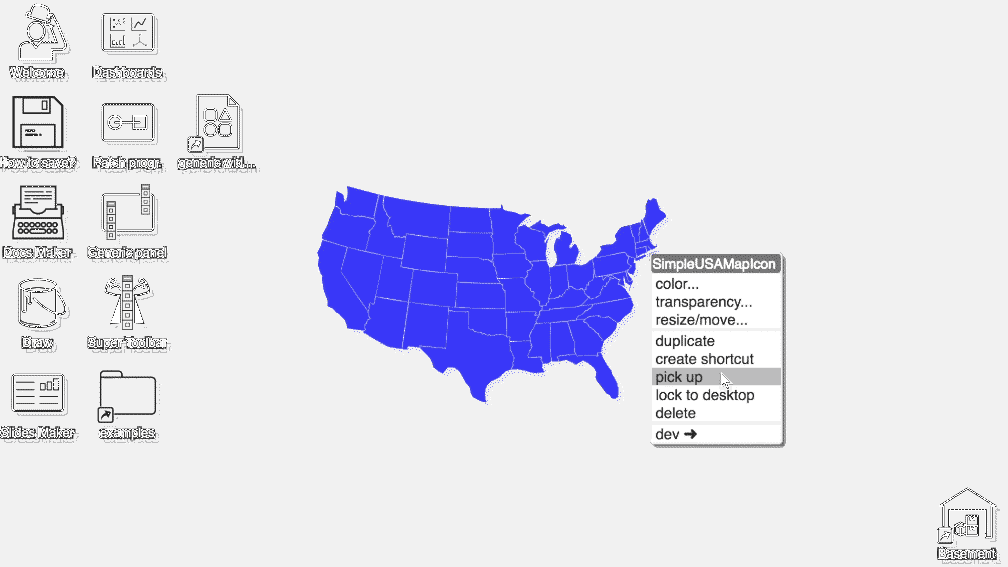 Welcome
Dashboards
How to save?
Patch progr.
generic wid...
Docs Maker
Generic panel
Draw
Super Toolbar
Slides Maker
examples
SimpleUSAMapIcon
color...
transparency...
resize/move...
duplicate
create shortcut
pick up
lock to desktop
delete
dev ➜
Basement